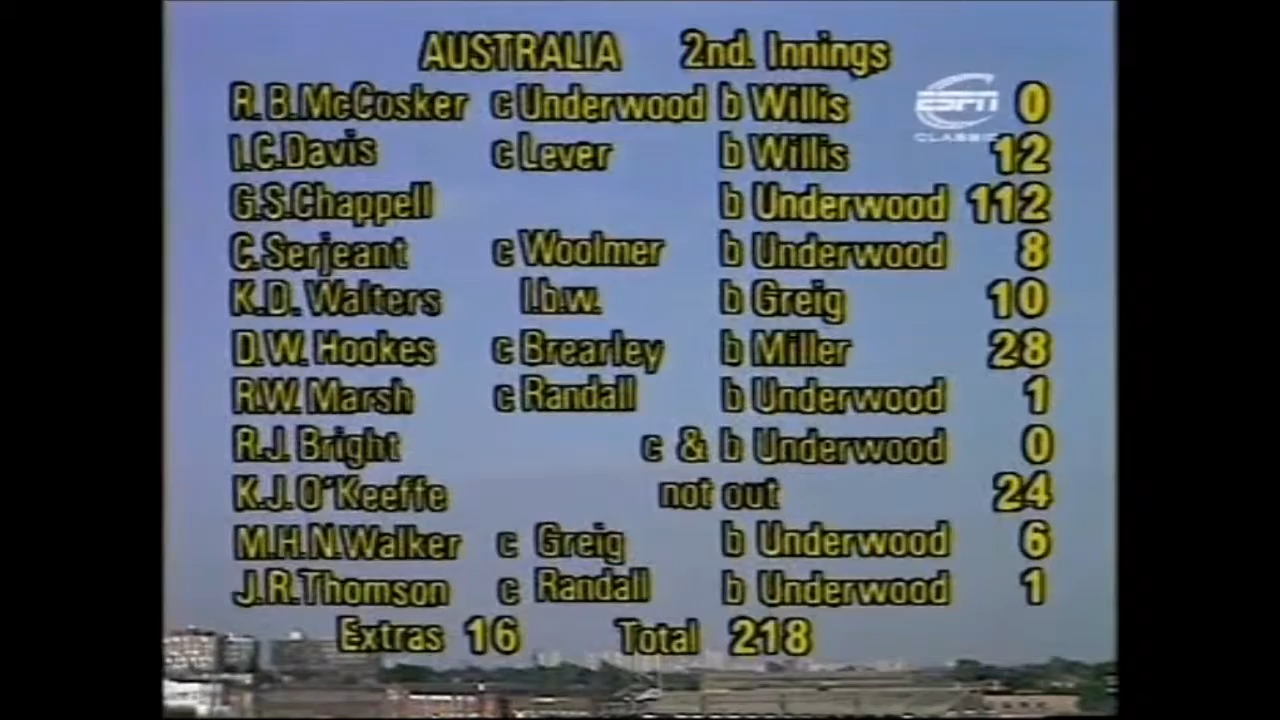 AUSTRALIA 2nd. Innings
ESPN
CLASSIC
R.B.McCosker c Underwood b Willis 0
I.C.Davis c Lever b Willis 12
G.S.Chappell b Underwood 112
C.Serjeant c Woolmer b Underwood 8
K.D. Walters l.b.w. b Greig 10
D.W. Hookes c Brearley b Miller 28
R.W. Marsh c Randall b Underwood 1
R.J. Bright c & b Underwood 0
K.J.O'Keeffe not out 24
M.H.N.Walker c Greig b Underwood 6
J.R.Thomson c Randall b Underwood 1
Extras 16 Total 218